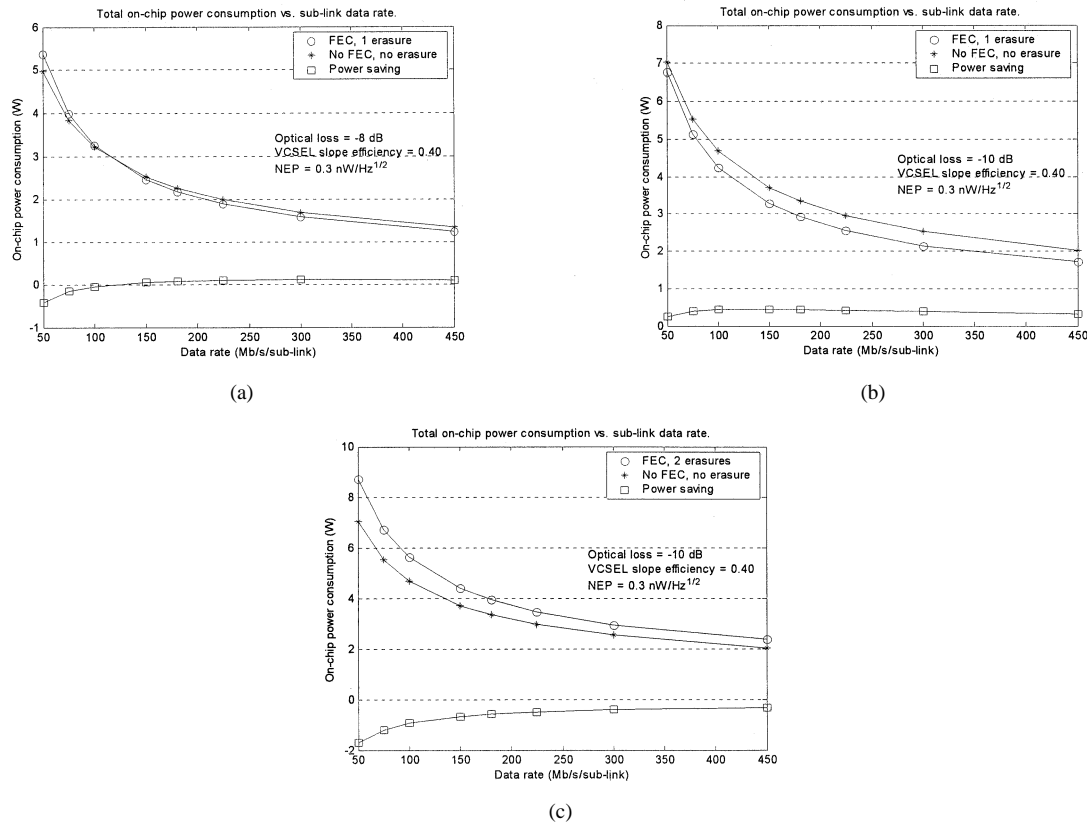 Total on-chip power consumption vs. sub-link data rate.
6
5
4
3
2
1
0
-1
On-chip power consumption (W)
FEC, 1 erasure
No FEC, no erasure
Power saving
Optical loss = -8 dB
VCSEL slope efficiency = 0.40
NEP = 0.3 nW/Hz1/2
50 100 150 200 250 300 350 400 450
Data rate (Mb/s/sub-link)
(a)
Total on-chip power consumption vs. sub-link data rate.
8
7
6
5
4
3
2
1
0
On-chip power consumption (W)
FEC, 1 erasure
No FEC, no erasure
Power saving
Optical loss = -10 dB
VCSEL slope efficiency = 0.40
NEP = 0.3 nW/Hz1/2
50 100 150 200 250 300 350 400 450
Data rate (Mb/s/sub-link)
(b)
Total on-chip power consumption vs. sub-link data rate.
10
8
6
4
2
0
-2
On-chip power consumption (W)
FEC, 2 erasures
No FEC, no erasure
Power saving
Optical loss = -10 dB
VCSEL slope efficiency = 0.40
NEP = 0.3 nW/Hz1/2
50 100 150 200 250 300 350 400 450
Data rate (Mb/s/sub-link)
(c)